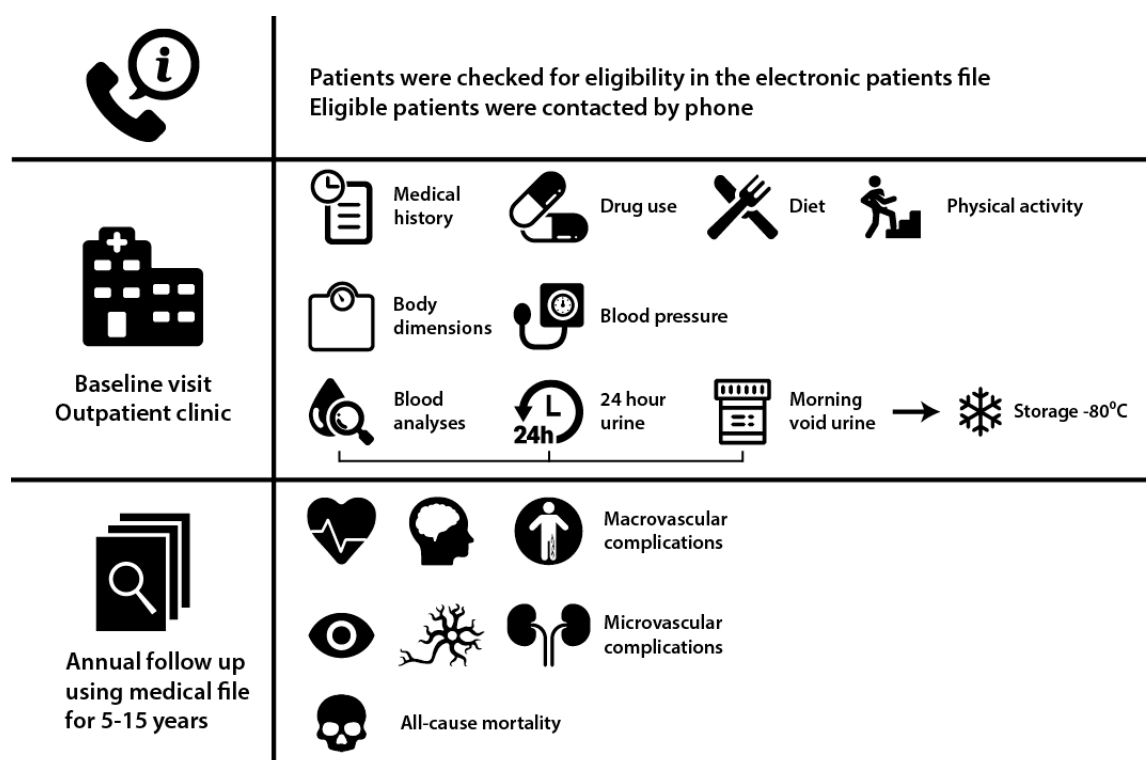 i
Patients were checked for eligibility in the electronic patients file
Eligible patients were contacted by phone
Baseline visit
Outpatient clinic
Medical
history
Drug use
Diet
Physical activity
Body
dimensions
Blood pressure
Blood
analyses
24h
24 hour
urine
Morning
void urine
Storage -80⁰C
Annual follow up
using medical file
for 5-15 years
Macrovascular
complications
Microvascular
complications
All-cause mortality